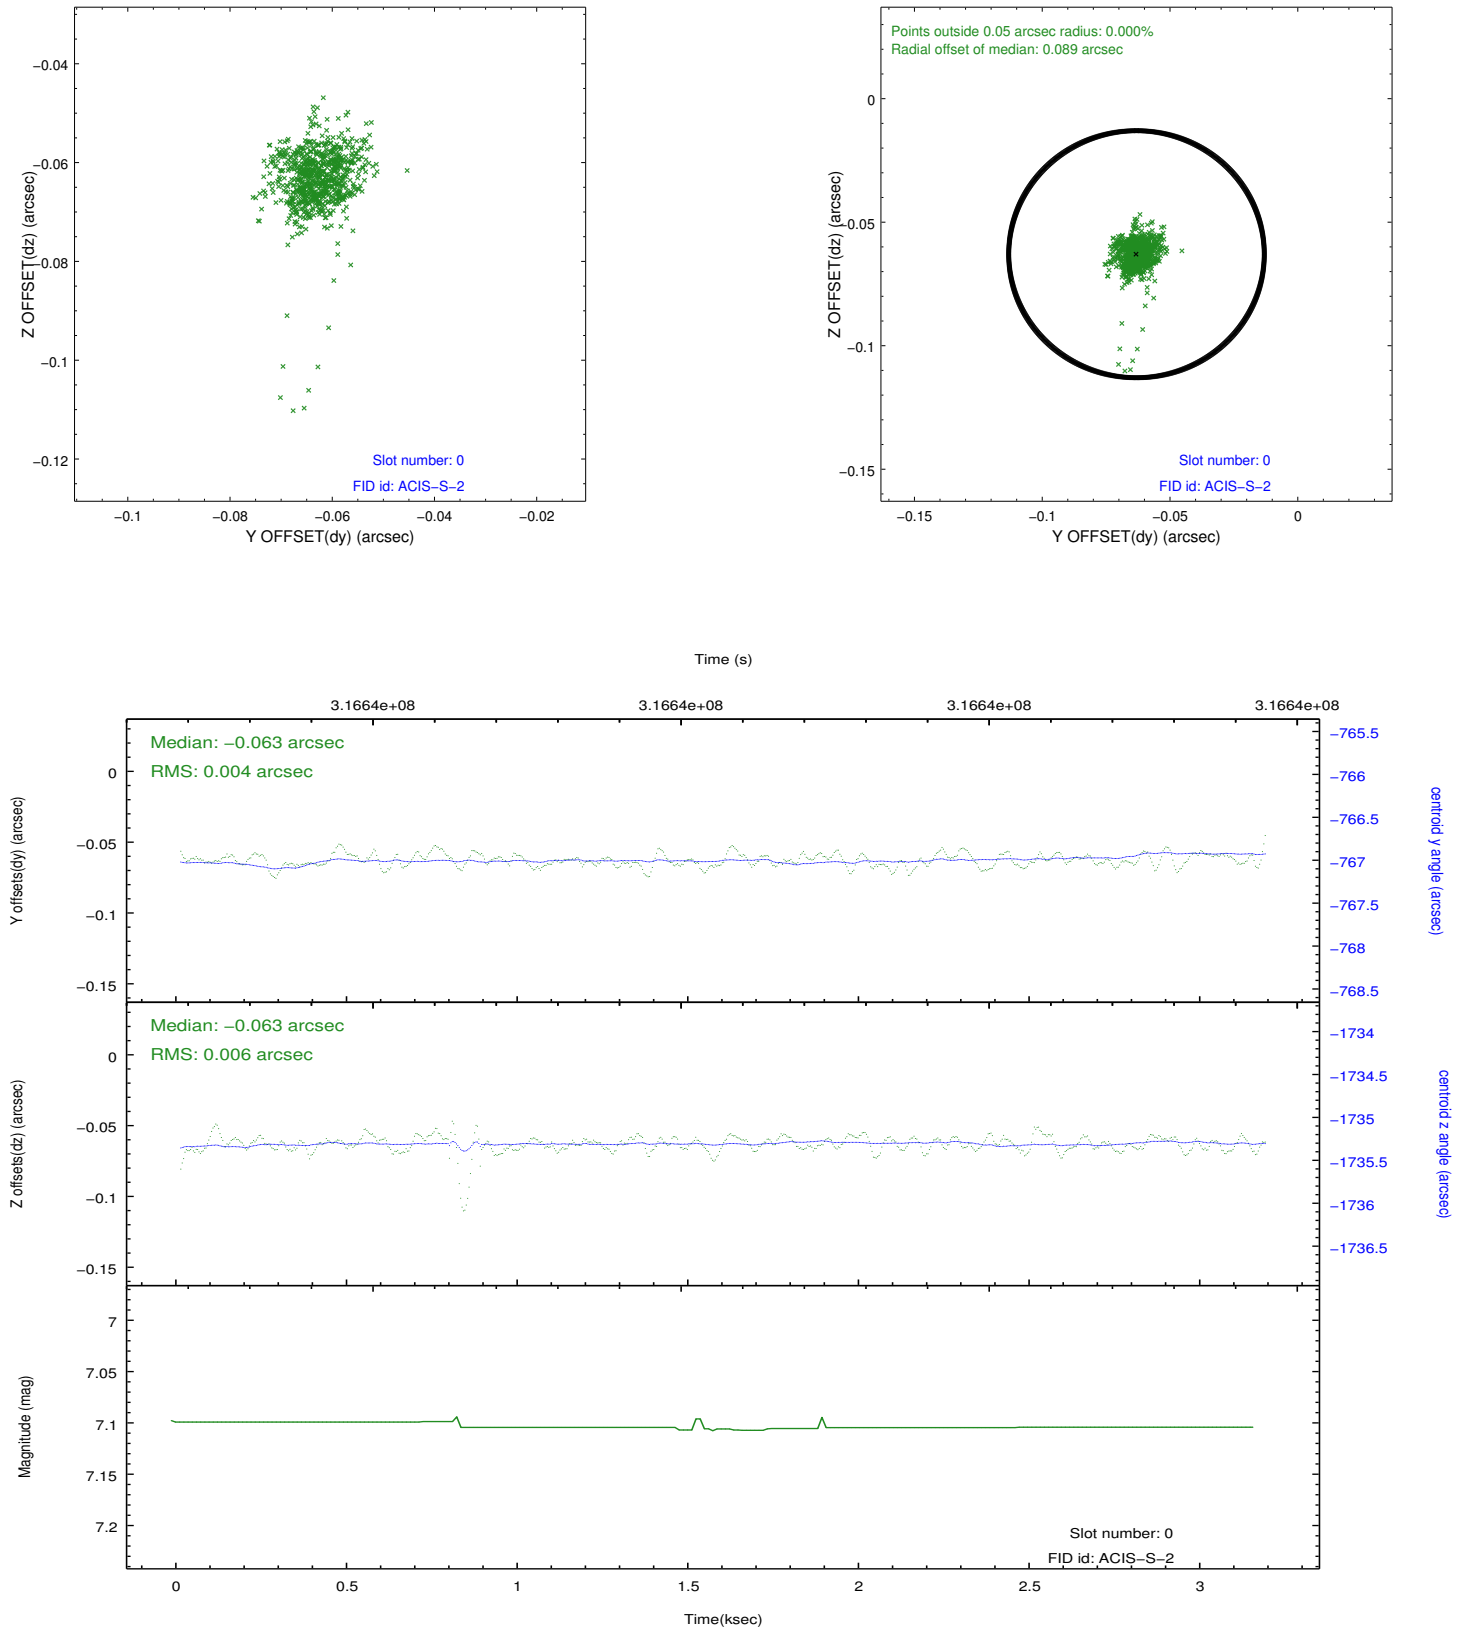 −0.04
−0.06
−0.08
−0.1
−0.12
Z OFFSET(dz) (arcsec)
Slot number: 0
FID id: ACIS−S−2
−0.1
−0.08
−0.06
−0.04
−0.02
Y OFFSET(dy) (arcsec)
Points outside 0.05 arcsec radius: 0.000%
Radial offset of median: 0.089 arcsec
0
−0.05
−0.1
−0.15
Z OFFSET(dz) (arcsec)
Slot number: 0
FID id: ACIS−S−2
−0.15
−0.1
−0.05
0
Y OFFSET(dy) (arcsec)
Time (s)
3.1664e+08
3.1664e+08
3.1664e+08
3.1664e+08
Median: −0.063 arcsec
RMS: 0.004 arcsec
0
−0.05
−0.1
−0.15
Y offsets(dy) (arcsec)
−765.5
−766
−766.5
−767
−767.5
−768
−768.5
centroid y angle (arcsec)
Median: −0.063 arcsec
RMS: 0.006 arcsec
0
−0.05
−0.1
−0.15
Z offsets(dz) (arcsec)
−1734
−1734.5
−1735
−1735.5
−1736
−1736.5
centroid z angle (arcsec)
7
7.05
7.1
7.15
7.2
Magnitude (mag)
Slot number: 0
FID id: ACIS−S−2
0
0.5
1
1.5
2
2.5
3
Time(ksec)